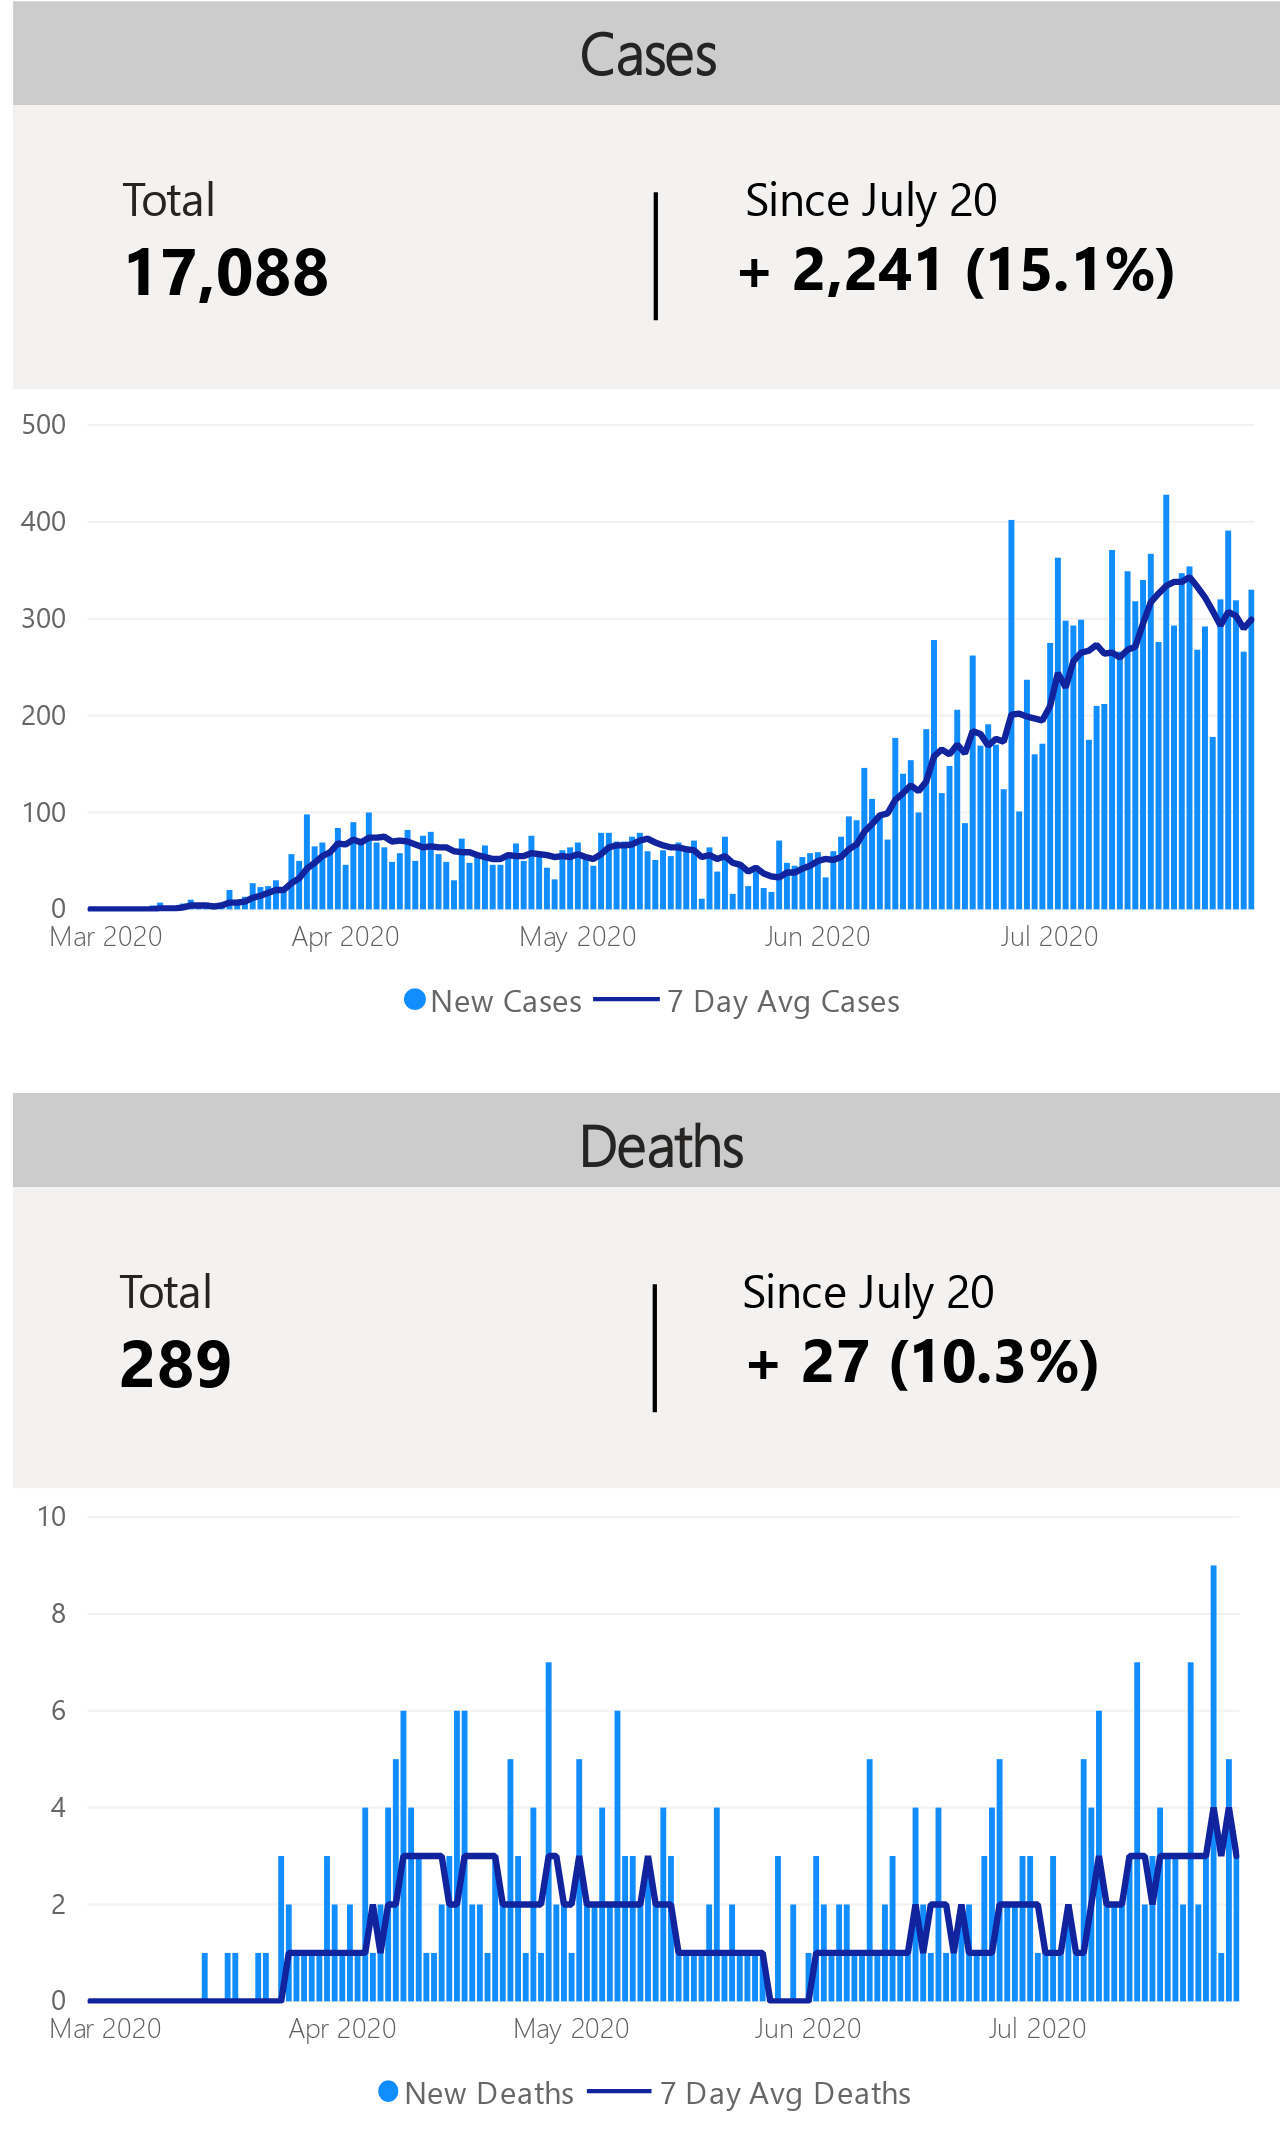 Cases
Total
17,088
Since July 20
+ 2,241 (15.1%)
500
400
300
200
100
0
Mar 2020 Apr 2020 May 2020 Jun 2020 Jul 2020
New Cases 7 Day Avg Cases
Deaths
Total
289
Since July 20
+ 27 (10.3%)
10
8
6
4
2
0
Mar 2020 Apr 2020 May 2020 Jun 2020 Jul 2020
New Deaths 7 Day Avg Deaths